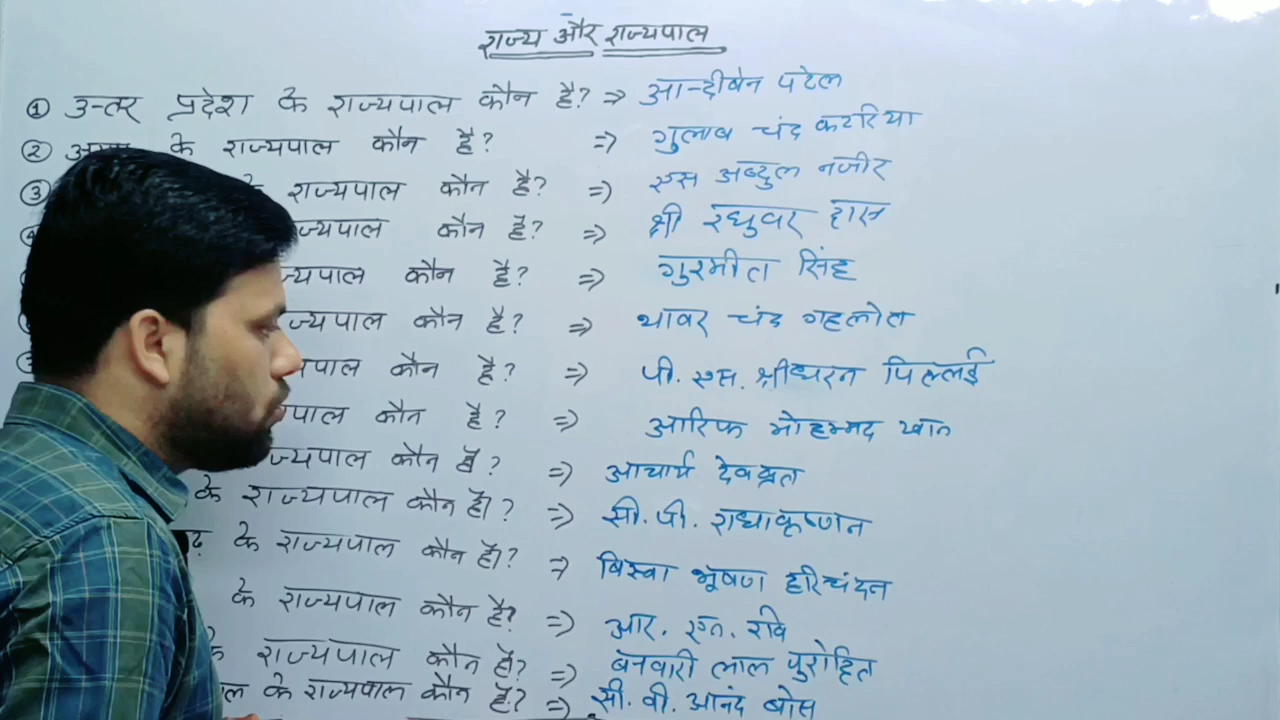 राज्य और राज्यपाल
① उत्तर प्रदेश के राज्यपाल कौन है? ⇒ आनंदीबेन पटेल
② के राज्यपाल कौन है? ⇒ गुलाब चंद कटारिया
③ के राज्यपाल कौन है? ⇒ एस अब्दुल नजीर
राज्यपाल कौन है? ⇒ श्री रघुवर दास
ज्यपाल कौन है? ⇒ गुरमीत सिंह
ज्यपाल कौन है? ⇒ थावर चंद गहलोत
यपाल कौन है? ⇒ पी. एस. श्रीधरन पिल्लई
पाल कौन है? ⇒ आरिफ मोहम्मद खान
ज्यपाल कौन है? ⇒ आचार्य देवव्रत
के राज्यपाल कौन है? ⇒ सी. पी. राधाकृष्णन
ढ़ के राज्यपाल कौन है? ⇒ बिस्वा भूषण हरिचंदन
के राज्यपाल कौन है? ⇒ आर. एन. रवि
के राज्यपाल कौन है? ⇒ बनवारी लाल पुरोहित
ाल के राज्यपाल कौन है? ⇒ सी. वी. आनंद बोस